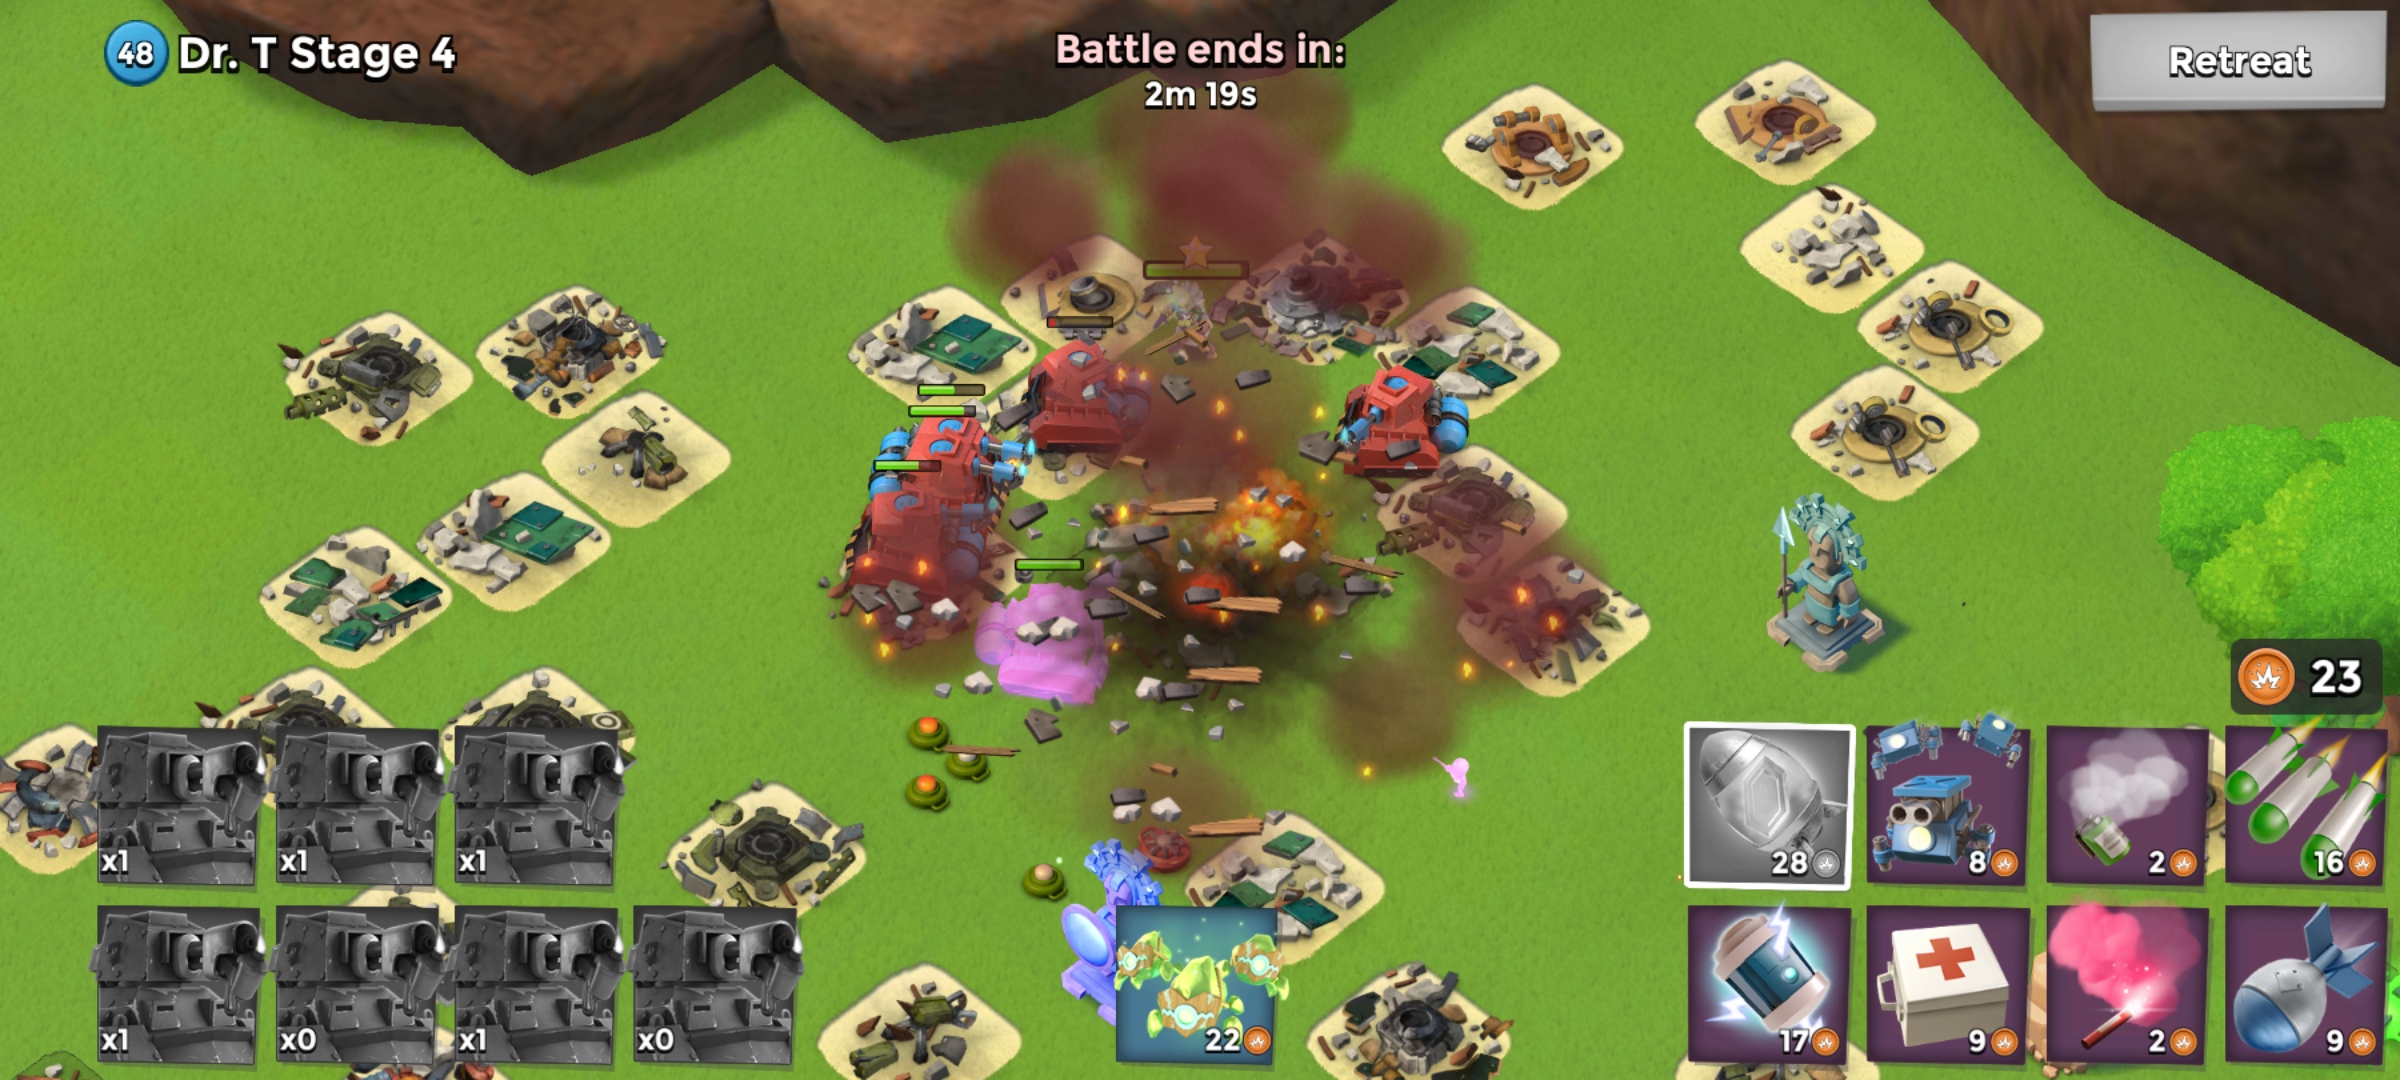 48 Dr. T Stage 4
Battle ends in:
2m 19s
Retreat
23
x1 x1 x1
28 8 2 16
x1 x0 x1 x0
22
17 9 2 9